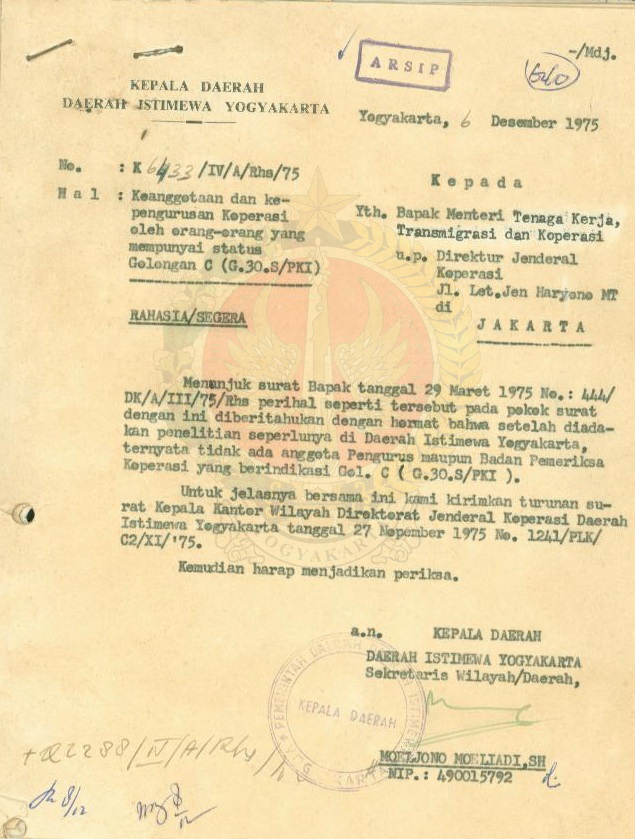 ARSIP
-/Mdj.
KEPALA DAERAH
DAERAH ISTIMEWA YOGYAKARTA
Yogyakarta, 6 Desember 1975
No. : K /IV/A/Rhs/75
Hal : Keanggotaan dan ke-
pengurusan Koperasi
oleh orang-orang yang
mempunyai status
Golongan C (G.30.S/PKI)
RAHASIA/SEGERA
Kepada
Yth. Bapak Menteri Tenaga Kerja,
Transmigrasi dan Koperasi
u.p. Direktur Jenderal
Koperasi
Jl. Let.Jen Haryono MT
di
JAKARTA
Menunjuk surat Bapak tanggal 29 Maret 1975 No.: 444/
DK/A/III/75/Rhs perihal seperti tersebut pada pokok surat
dengan ini diberitahukan dengan hormat bahwa setelah diada-
kan penelitian seperlunya di Daerah Istimewa Yogyakarta,
ternyata tidak ada anggota Pengurus maupun Badan Pemeriksa
Koperasi yang berindikasi Gol. C ( G.30.S/PKI ).
Untuk jelasnya bersama ini kami kirimkan turunan su-
rat Kepala Kantor Wilayah Direktorat Jenderal Koperasi Daerah
Istimewa Yogyakarta tanggal 27 Nopember 1975 No. 1241/PLK/
C2/XI/'75.
Kemudian harap menjadikan periksa.
a.n. KEPALA DAERAH
DAERAH ISTIMEWA YOGYAKARTA
Sekretaris Wilayah/Daerah,
PEMERINTAH DAERAH ISTIMEWA
KEPALA DAERAH
MOELJONO MOELIADI,SH
NIP.: 490015792
8/12